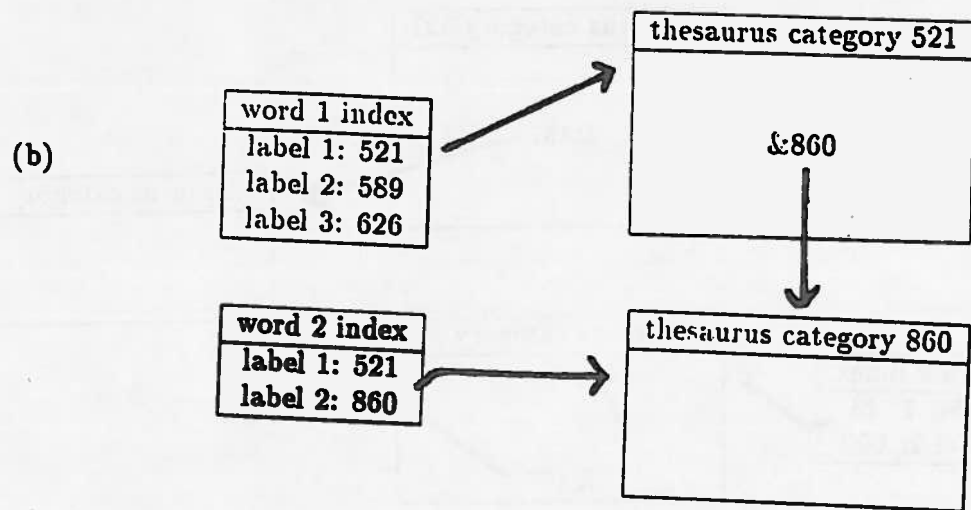 (b)
word 1 index
label 1: 521
label 2: 589
label 3: 626
thesaurus category 521
&860
word 2 index
label 1: 521
label 2: 860
thesaurus category 860